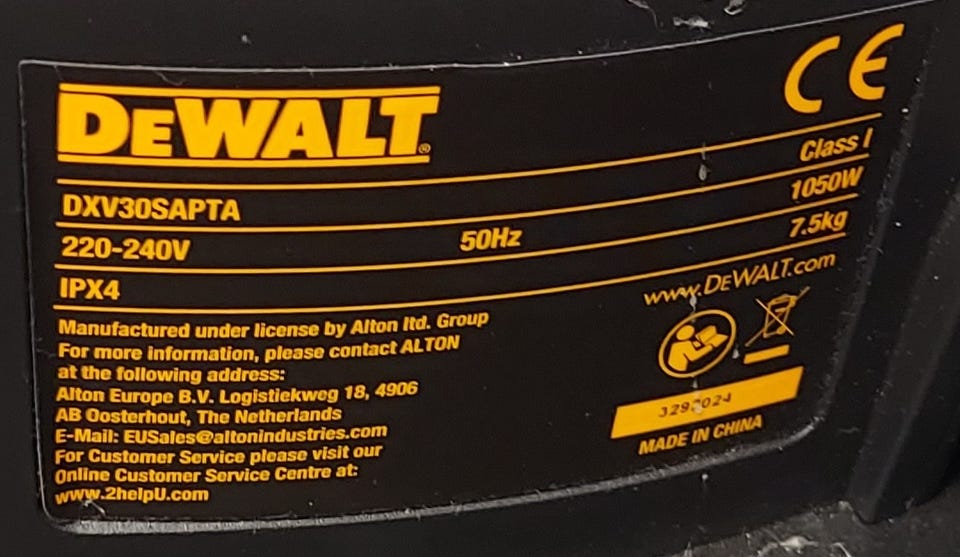 CE
DEWALT®
Class I
DXV30SAPTA 1050W
220-240V 50Hz 7.5kg
IPX4
www.DEWALT.com
Manufactured under license by Alton ltd. Group
For more information, please contact ALTON
at the following address:
Alton Europe B.V. Logistiekweg 18, 4906
AB Oosterhout, The Netherlands
E-Mail: EUSales@altonindustries.com
For Customer Service please visit our
Online Customer Service Centre at:
www.2helpU.com
MADE IN CHINA